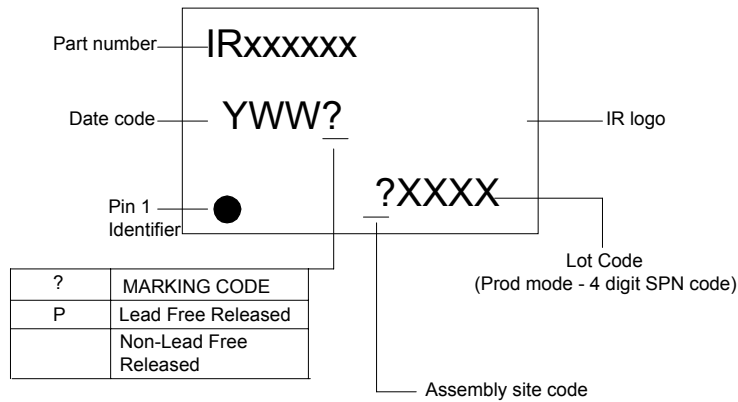 Part number
IRxxxxxx
Date code
YWW?
IR logo
?XXXX
Pin 1
Identifier
Lot Code
(Prod mode - 4 digit SPN code)
? MARKING CODE
P Lead Free Released
Non-Lead Free
Released
Assembly site code